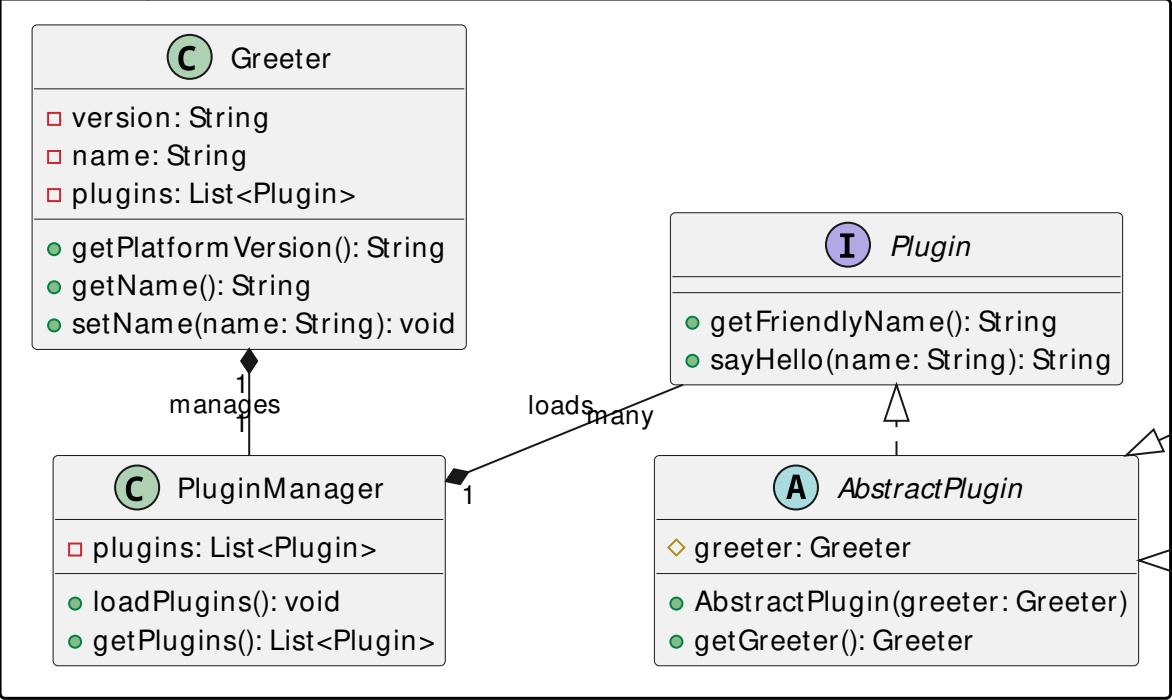 C Greeter
version: String
name: String
plugins: List<Plugin>
getPlatformVersion(): String
getName(): String
setName(name: String): void
1
manages
1
C PluginManager
plugins: List<Plugin>
loadPlugins(): void
getPlugins(): List<Plugin>
loads
many
1
I Plugin
getFriendlyName(): String
sayHello(name: String): String
A AbstractPlugin
greeter: Greeter
AbstractPlugin(greeter: Greeter)
getGreeter(): Greeter